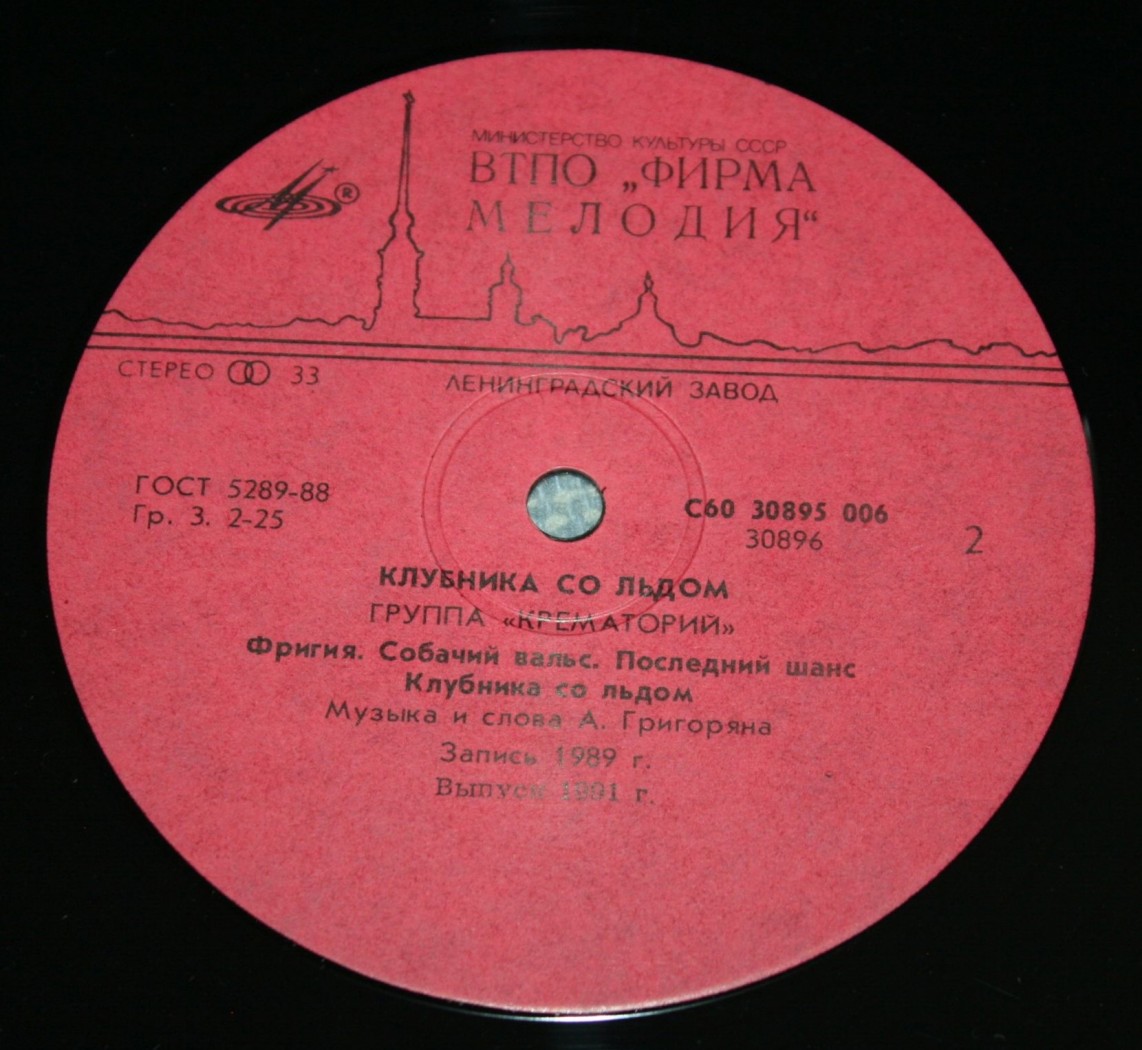 МИНИСТЕРСТВО КУЛЬТУРЫ СССР
ВТПО „ФИРМА
МЕЛОДИЯ“
®
СТЕРЕО 33
ЛЕНИНГРАДСКИЙ ЗАВОД
ГОСТ 5289-88
Гр. 3. 2-25
С60 30895 006
30896
2
КЛУБНИКА СО ЛЬДОМ
ГРУППА «КРЕМАТОРИЙ»
Фригия. Собачий вальс. Последний шанс
Клубника со льдом
Музыка и слова А. Григоряна
Запись 1989 г.
Выпуск 1991 г.